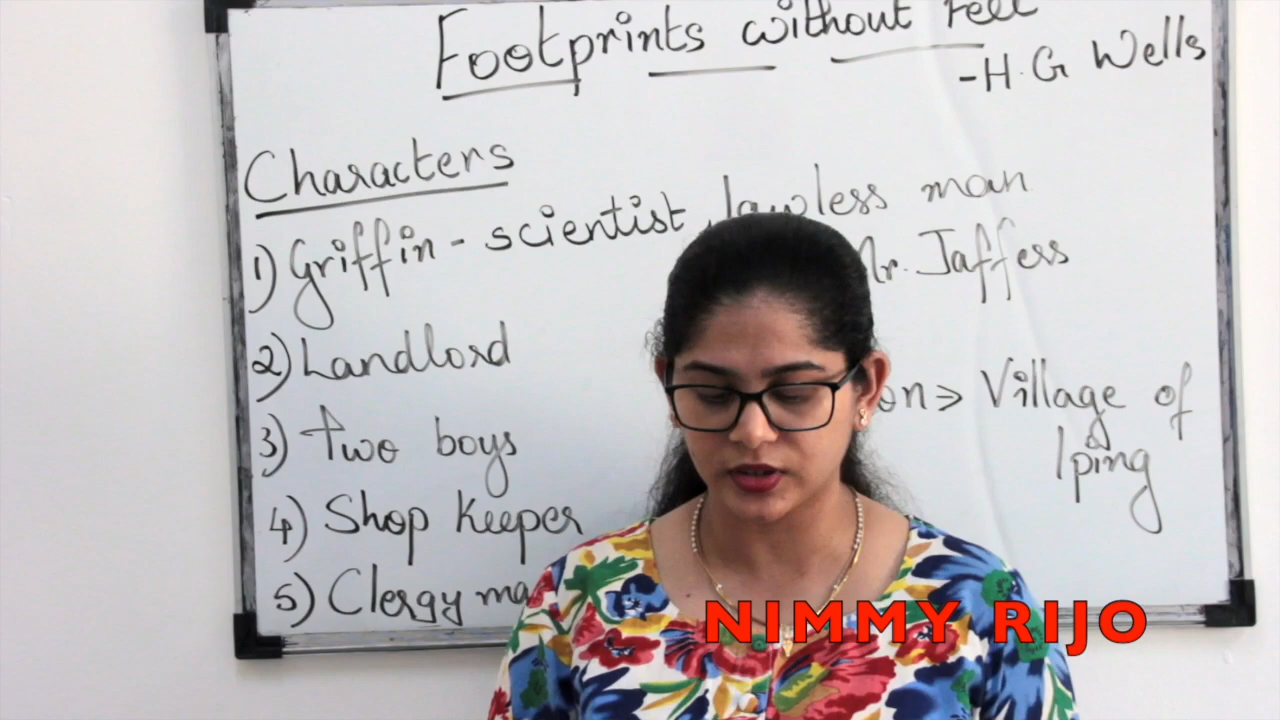 Footprints without Feet
-H.G Wells
Characters
1) Griffin - scientist, lawless man
Mr. Jaffess
2) Landlord
on => Village of
Iping
3) Two boys
4) Shop Keeper
5) Clergy ma
NIMMY RIJO